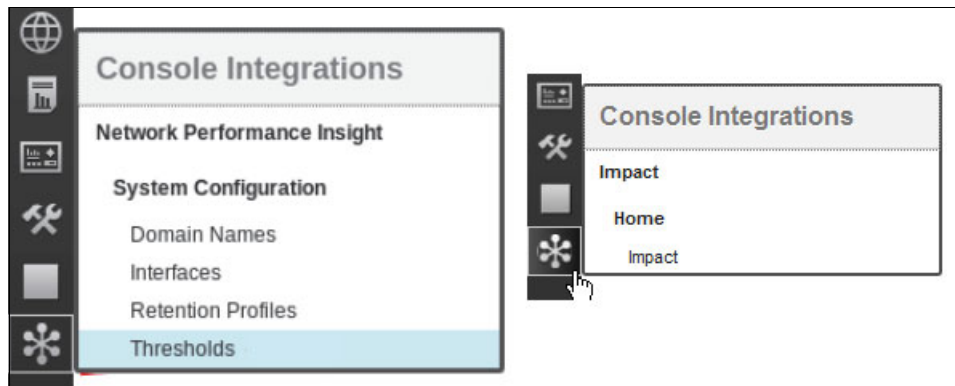 Console Integrations
Network Performance Insight
System Configuration
Domain Names
Interfaces
Retention Profiles
Thresholds
Console Integrations
Impact
Home
Impact